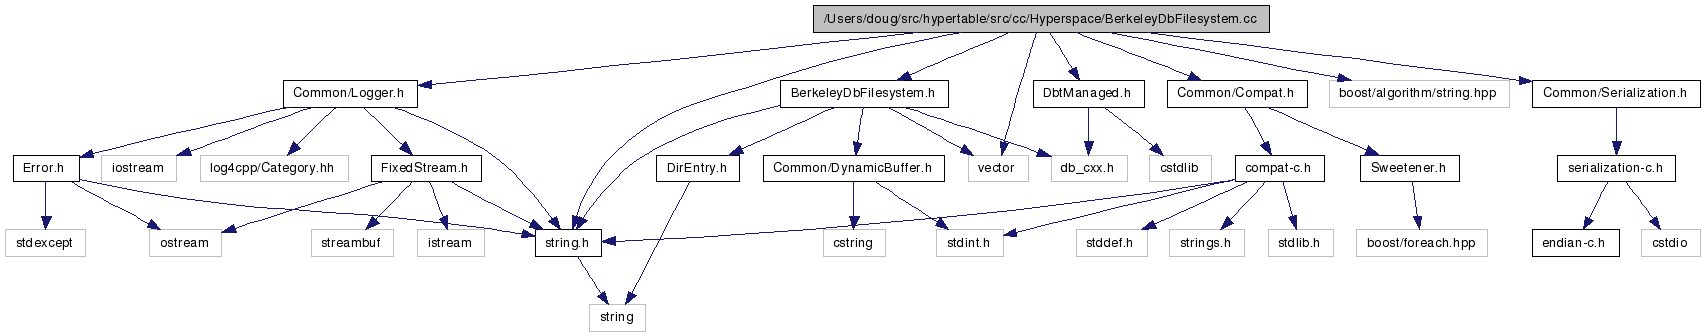 /Users/doug/src/hypertable/src/cc/Hyperspace/BerkeleyDbFilesystem.cc
Common/Logger.h
BerkeleyDbFilesystem.h
DbtManaged.h
Common/Compat.h
boost/algorithm/string.hpp
Common/Serialization.h
Error.h
iostream
log4cpp/Category.hh
FixedStream.h
DirEntry.h
Common/DynamicBuffer.h
vector
db_cxx.h
cstdlib
compat-c.h
Sweetener.h
serialization-c.h
stdexcept
ostream
streambuf
istream
string.h
cstring
stdint.h
stddef.h
strings.h
stdlib.h
boost/foreach.hpp
endian-c.h
cstdio
string